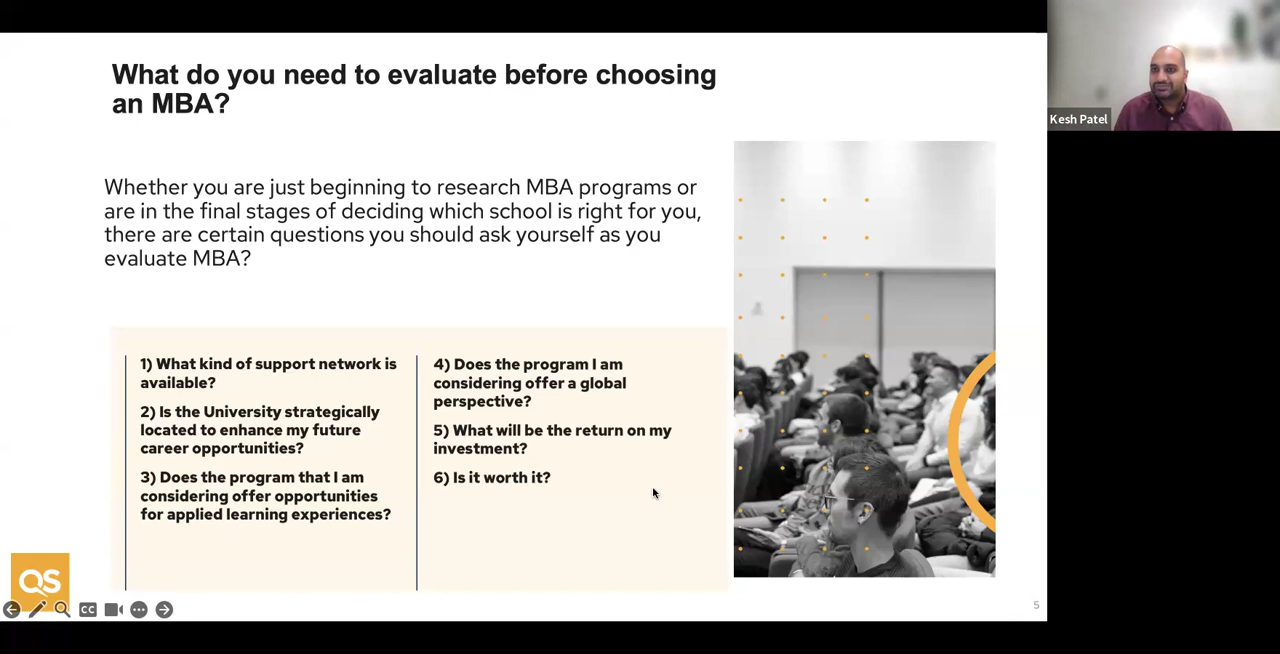 What do you need to evaluate before choosing
an MBA?
Kesh Patel
Whether you are just beginning to research MBA programs or
are in the final stages of deciding which school is right for you,
there are certain questions you should ask yourself as you
evaluate MBA?
1) What kind of support network is
available?
2) Is the University strategically
located to enhance my future
career opportunities?
3) Does the program that I am
considering offer opportunities
for applied learning experiences?
4) Does the program I am
considering offer a global
perspective?
5) What will be the return on my
investment?
6) Is it worth it?
QS
CC
5